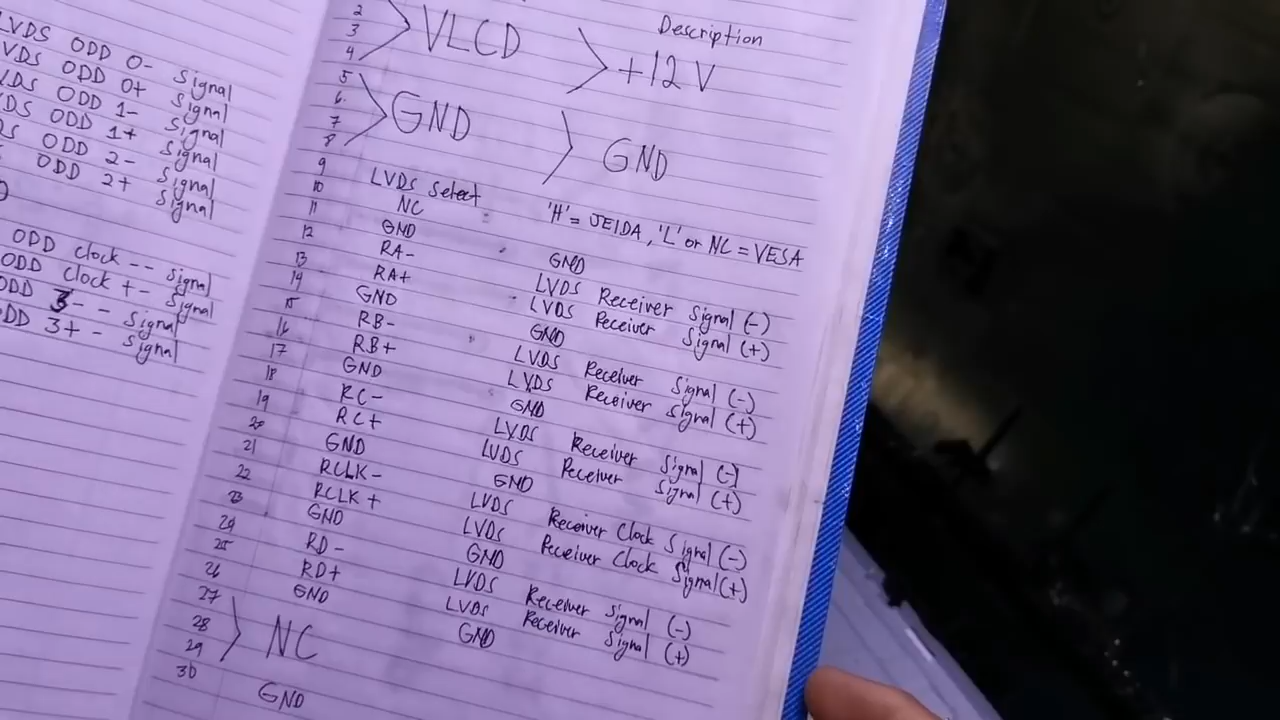 LVDS ODD 0- Signal
LVDS ODD 0+ Signal
LVDS ODD 1- Signal
LVDS ODD 1+ Signal
ODD 2- Signal
ODD 2+ Signal
ODD clock -- Signal
ODD clock +- Signal
ODD 3- - Signal
ODD 3+ - Signal
Description
2
3 VLCD +12V
4
5
6. GND GND
7
8
9 LVDS Select 'H'= JEIDA, 'L' or NC = VESA
10 NC
11 GND GND
12 RA- LVDS Receiver Signal (-)
13 RA+ LVDS Receiver Signal (+)
14 GND GND
15 RB- LVDS Receiver Signal (-)
16 RB+ LVDS Receiver Signal (+)
17 GND GND
18 RC- LVDS Receiver Signal (-)
19 RC+ LVDS Receiver Signal (+)
20 GND GND
21 RCLK- LVDS Receiver Clock Signal (-)
22 RCLK+ LVDS Receiver Clock Signal (+)
23 GND GND
24 RD- LVDS Receiver Signal (-)
25 RD+ LVDS Receiver Signal (+)
26 GND GND
27
28 NC
29
30 GND